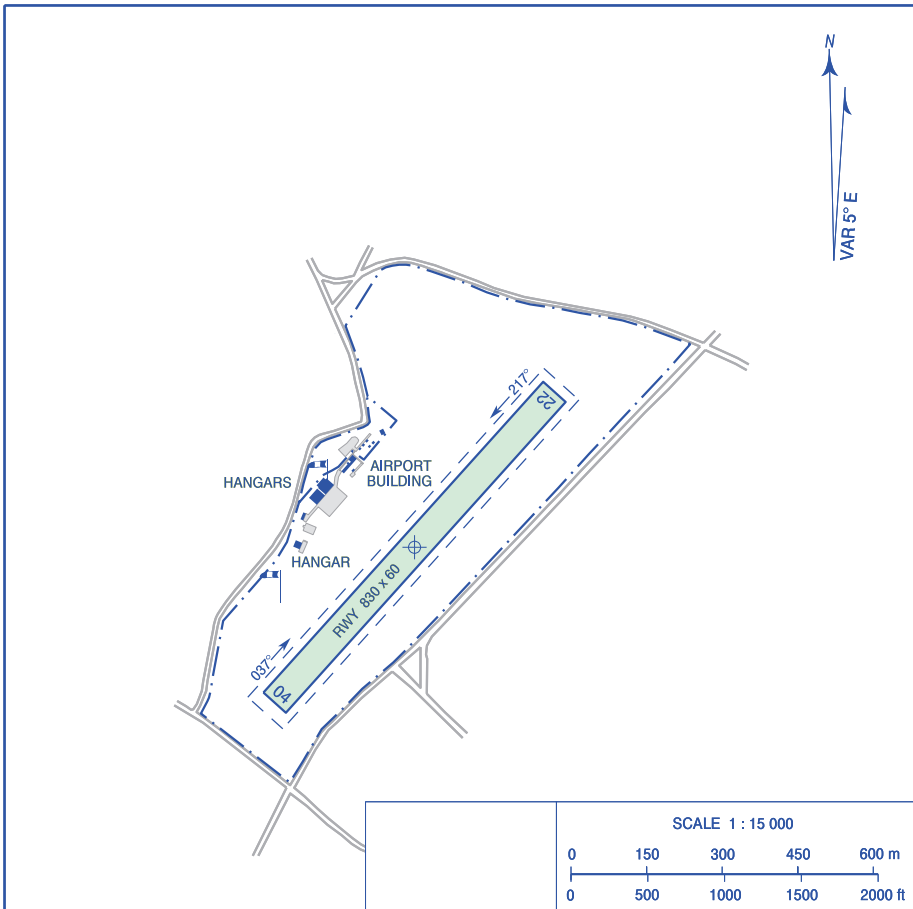 N
VAR 5° E
217°
22
AIRPORT
BUILDING
HANGARS
HANGAR
RWY 830 x 60
037°
04
SCALE 1 : 15 000
0 150 300 450 600 m
0 500 1000 1500 2000 ft